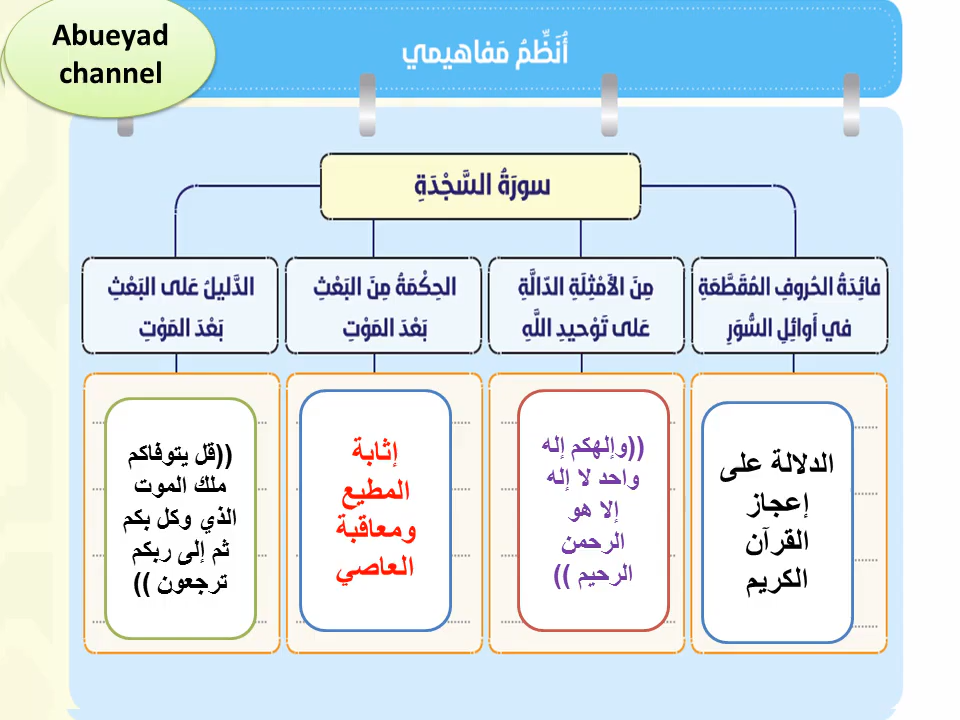 Abueyad
channel
أُنَظِّمُ مَفاهيمي
سورَةُ السَّجْدَةِ
فائِدَةُ الحُروفِ المُقَطَّعَةِ
في أَوائِلِ السُّوَرِ
مِنَ الأَمْثِلَةِ الدّالَّةِ
عَلى تَوْحيدِ اللَّهِ
الحِكْمَةُ مِنَ البَعْثِ
بَعْدَ المَوْتِ
الدَّليلُ عَلى البَعْثِ
بَعْدَ المَوْتِ
الدلالة على
إعجاز
القرآن
الكريم
((وإلهكم إله
واحد لا إله
إلا هو
الرحمن
الرحيم ))
إثابة
المطيع
ومعاقبة
العاصي
((قل يتوفاكم
ملك الموت
الذي وكل بكم
ثم إلى ربكم
ترجعون ))